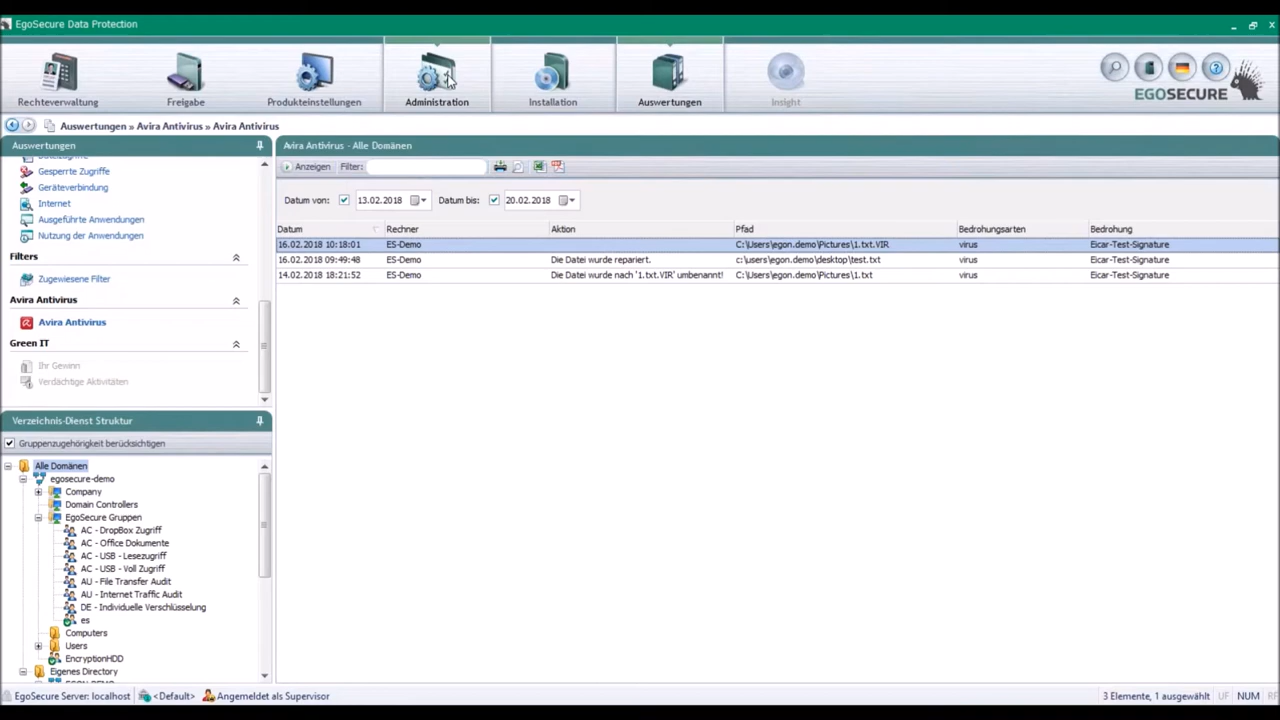 EgoSecure Data Protection
Rechteverwaltung
Freigabe
Produkteinstellungen
Administration
Installation
Auswertungen
Insight
EGOSECURE
Auswertungen » Avira Antivirus » Avira Antivirus
Auswertungen
Gesperrte Zugriffe
Geräteverbindung
Internet
Ausgeführte Anwendungen
Nutzung der Anwendungen
Filters
Zugewiesene Filter
Avira Antivirus
Avira Antivirus
Green IT
Ihr Gewinn
Verdächtige Aktivitäten
Verzeichnis-Dienst Struktur
Gruppenzugehörigkeit berücksichtigen
Alle Domänen
egosecure-demo
Company
Domain Controllers
EgoSecure Gruppen
AC - DropBox Zugriff
AC - Office Dokumente
AC - USB - Lesezugriff
AC - USB - Voll Zugriff
AU - File Transfer Audit
AU - Internet Traffic Audit
DE - Individuelle Verschlüsselung
es
Computers
Users
EncryptionHDD
Eigenes Directory
Avira Antivirus - Alle Domänen
Anzeigen Filter:
Datum von: 13.02.2018 Datum bis: 20.02.2018
Datum Rechner Aktion Pfad Bedrohungsarten Bedrohung
16.02.2018 10:18:01 ES-Demo C:\Users\egon.demo\Pictures\1.txt.VIR virus Eicar-Test-Signature
16.02.2018 09:49:48 ES-Demo Die Datei wurde repariert. c:\users\egon.demo\desktop\test.txt virus Eicar-Test-Signature
14.02.2018 18:21:52 ES-Demo Die Datei wurde nach '1.txt.VIR' umbenannt! C:\Users\egon.demo\Pictures\1.txt virus Eicar-Test-Signature
EgoSecure Server: localhost <Default> Angemeldet als Supervisor 3 Elemente, 1 ausgewählt UF NUM